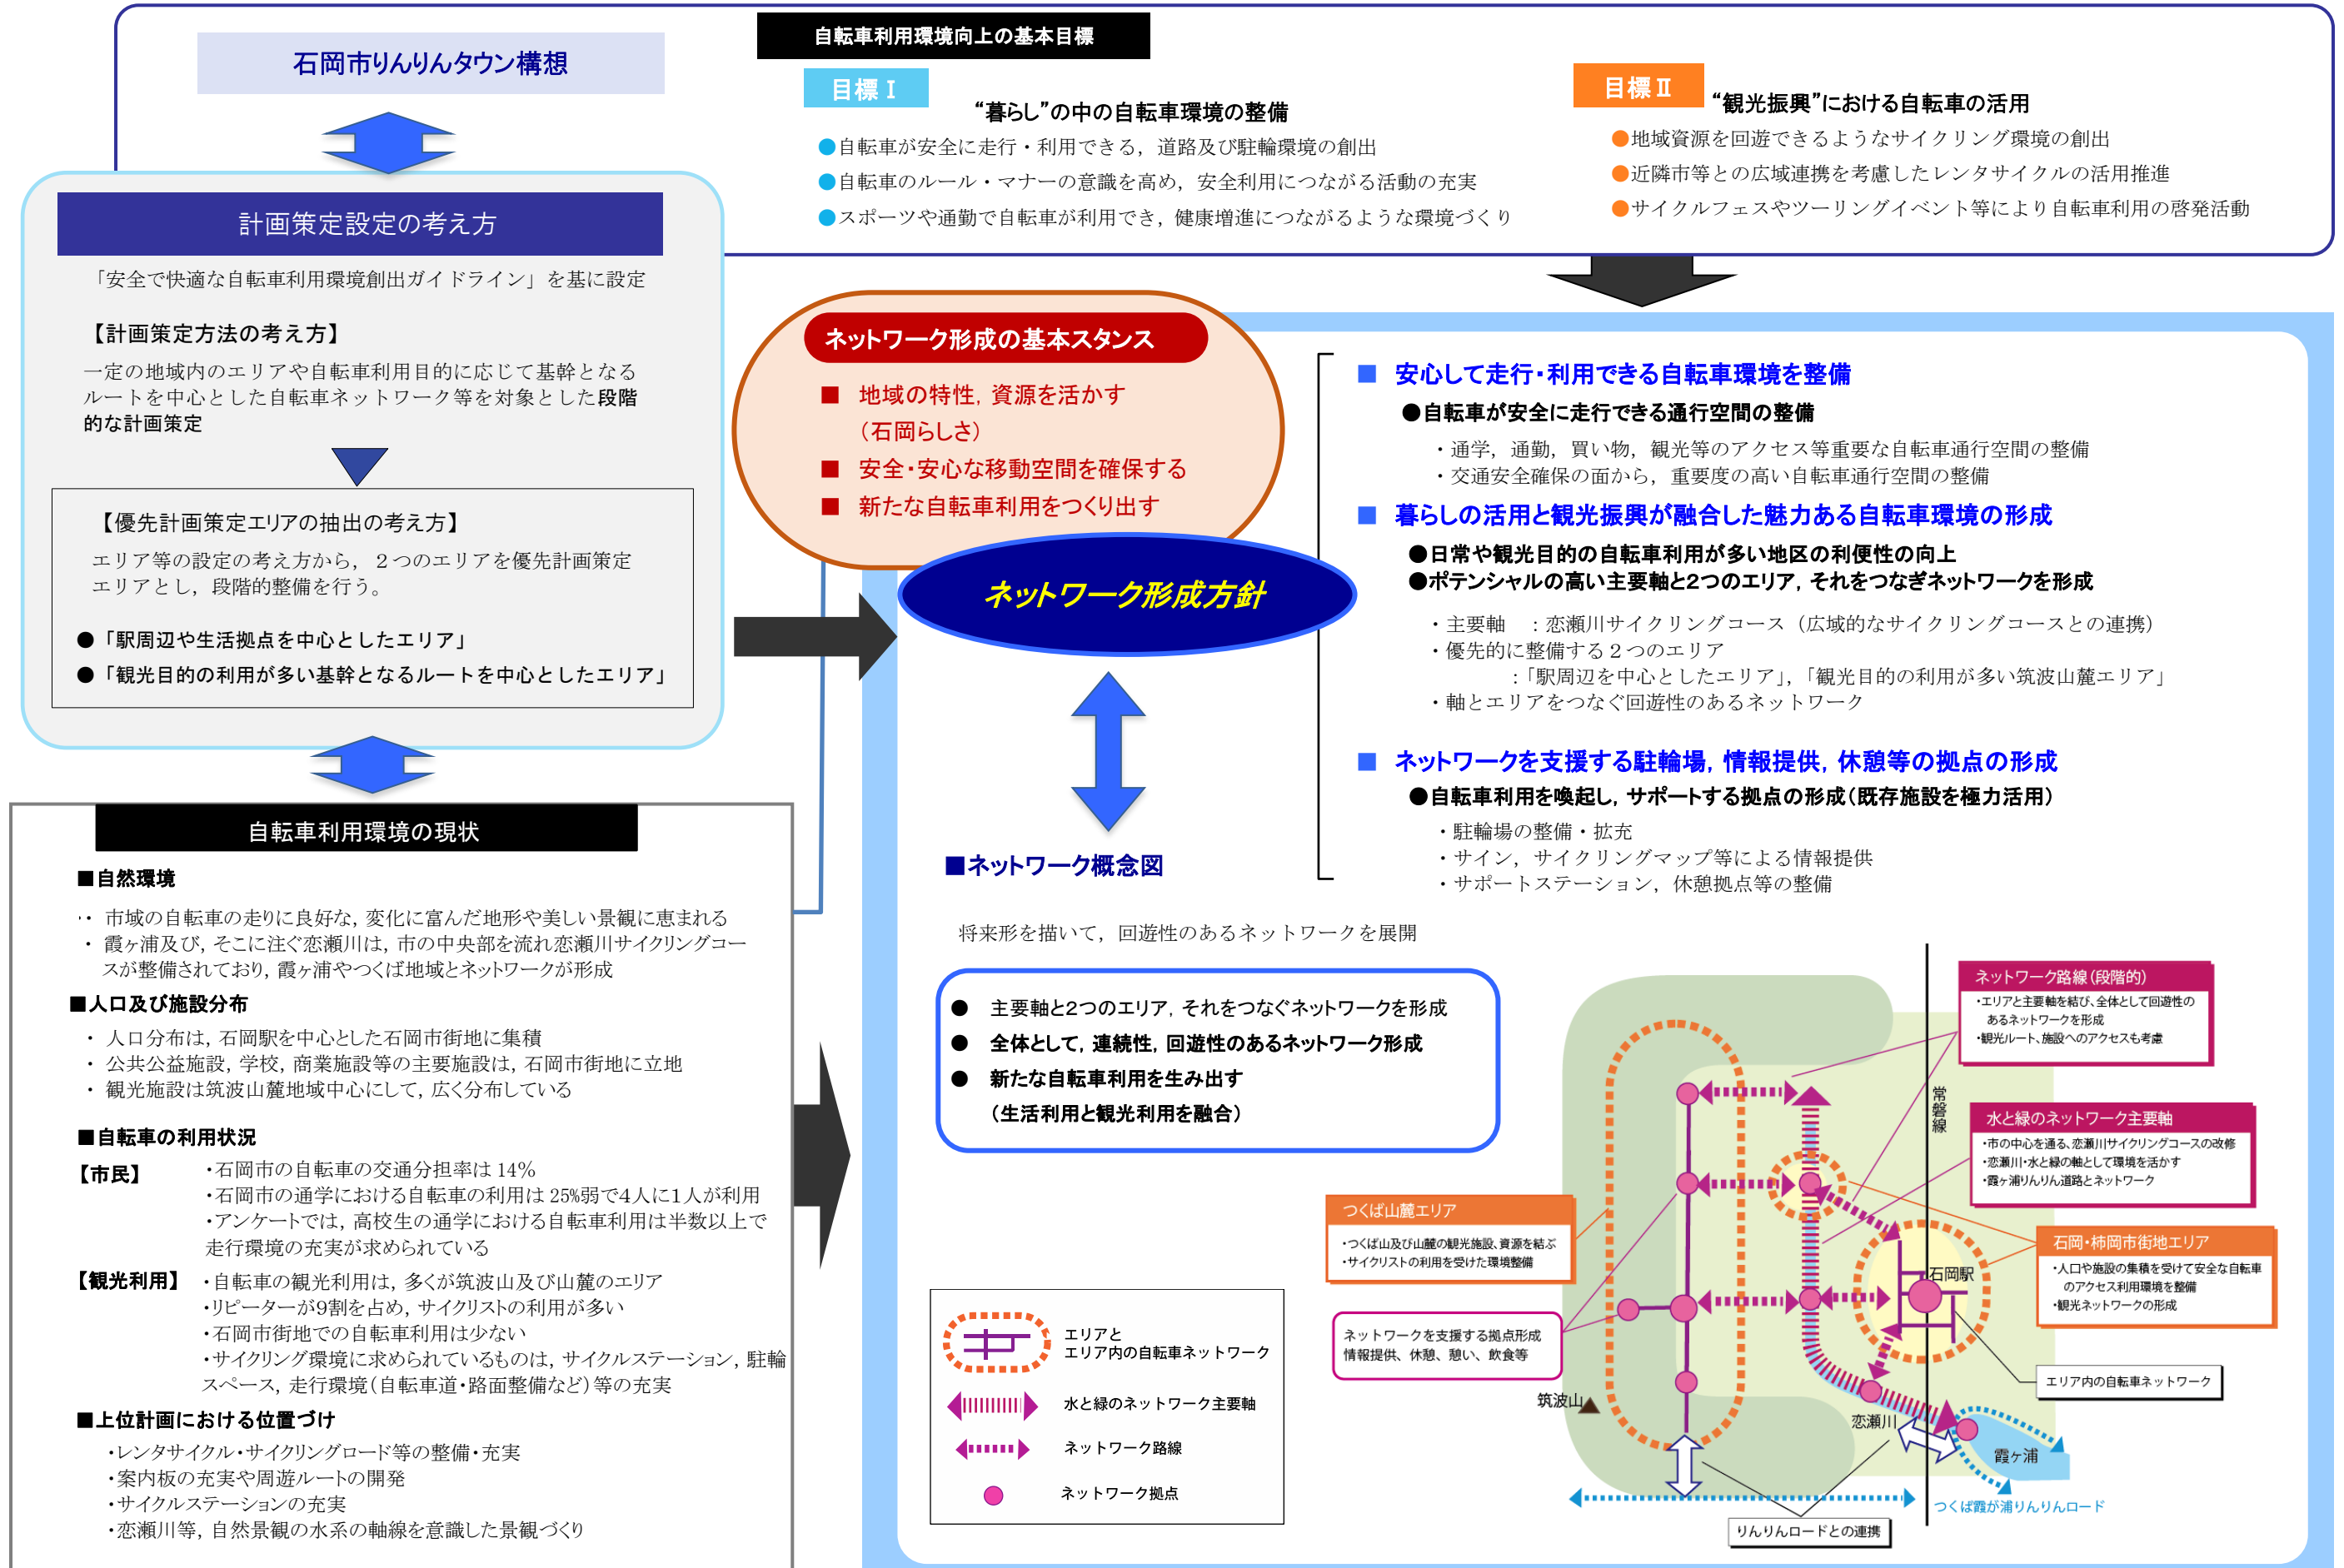 石岡市りんりんタウン構想
自転車利用環境向上の基本目標
目標Ⅰ
“暮らし”の中の自転車環境の整備
●自転車が安全に走行・利用できる，道路及び駐輪環境の創出
●自転車のルール・マナーの意識を高め，安全利用につながる活動の充実
●スポーツや通勤で自転車が利用でき，健康増進につながるような環境づくり
目標Ⅱ
“観光振興”における自転車の活用
●地域資源を回遊できるようなサイクリング環境の創出
●近隣市等との広域連携を考慮したレンタサイクルの活用推進
●サイクルフェスやツーリングイベント等により自転車利用の啓発活動
計画策定設定の考え方
「安全で快適な自転車利用環境創出ガイドライン」を基に設定
【計画策定方法の考え方】
一定の地域内のエリアや自転車利用目的に応じて基幹となる
ルートを中心とした自転車ネットワーク等を対象とした段階
的な計画策定
【優先計画策定エリアの抽出の考え方】
エリア等の設定の考え方から，２つのエリアを優先計画策定
エリアとし，段階的整備を行う。
●「駅周辺や生活拠点を中心としたエリア」
●「観光目的の利用が多い基幹となるルートを中心としたエリア」
自転車利用環境の現状
■自然環境
・・ 市域の自転車の走りに良好な，変化に富んだ地形や美しい景観に恵まれる
・ 霞ヶ浦及び，そこに注ぐ恋瀬川は，市の中央部を流れ恋瀬川サイクリングコー
スが整備されており，霞ヶ浦やつくば地域とネットワークが形成
■人口及び施設分布
・ 人口分布は，石岡駅を中心とした石岡市街地に集積
・ 公共公益施設，学校，商業施設等の主要施設は，石岡市街地に立地
・ 観光施設は筑波山麓地域中心にして，広く分布している
■自転車の利用状況
【市民】 ・石岡市の自転車の交通分担率は 14%
・石岡市の通学における自転車の利用は 25%弱で4人に1人が利用
・アンケートでは，高校生の通学における自転車利用は半数以上で
走行環境の充実が求められている
【観光利用】 ・自転車の観光利用は，多くが筑波山及び山麓のエリア
・リピーターが9割を占め，サイクリストの利用が多い
・石岡市街地での自転車利用は少ない
・サイクリング環境に求められているものは，サイクルステーション，駐輪
スペース，走行環境（自転車道・路面整備など）等の充実
■上位計画における位置づけ
・レンタサイクル・サイクリングロード等の整備・充実
・案内板の充実や周遊ルートの開発
・サイクルステーションの充実
・恋瀬川等，自然景観の水系の軸線を意識した景観づくり
ネットワーク形成の基本スタンス
■ 地域の特性，資源を活かす
（石岡らしさ）
■ 安全・安心な移動空間を確保する
■ 新たな自転車利用をつくり出す
ネットワーク形成方針
■ 安心して走行・利用できる自転車環境を整備
●自転車が安全に走行できる通行空間の整備
・通学，通勤，買い物，観光等のアクセス等重要な自転車通行空間の整備
・交通安全確保の面から，重要度の高い自転車通行空間の整備
■ 暮らしの活用と観光振興が融合した魅力ある自転車環境の形成
●日常や観光目的の自転車利用が多い地区の利便性の向上
●ポテンシャルの高い主要軸と2つのエリア，それをつなぎネットワークを形成
・主要軸 ：恋瀬川サイクリングコース（広域的なサイクリングコースとの連携）
・優先的に整備する２つのエリア
：「駅周辺を中心としたエリア」，「観光目的の利用が多い筑波山麓エリア」
・軸とエリアをつなぐ回遊性のあるネットワーク
■ ネットワークを支援する駐輪場，情報提供，休憩等の拠点の形成
●自転車利用を喚起し，サポートする拠点の形成（既存施設を極力活用）
・駐輪場の整備・拡充
・サイン，サイクリングマップ等による情報提供
・サポートステーション，休憩拠点等の整備
■ネットワーク概念図
将来形を描いて，回遊性のあるネットワークを展開
● 主要軸と2つのエリア，それをつなぐネットワークを形成
● 全体として，連続性，回遊性のあるネットワーク形成
● 新たな自転車利用を生み出す
（生活利用と観光利用を融合）
エリアと
エリア内の自転車ネットワーク
水と緑のネットワーク主要軸
ネットワーク路線
ネットワーク拠点
ネットワーク路線（段階的）
・エリアと主要軸を結び、全体として回遊性の
あるネットワークを形成
・観光ルート、施設へのアクセスも考慮
常磐線
水と緑のネットワーク主要軸
・市の中心を通る、恋瀬川サイクリングコースの改修
・恋瀬川・水と緑の軸として環境を活かす
・霞ヶ浦りんりん道路とネットワーク
つくば山麓エリア
・つくば山及び山麓の観光施設、資源を結ぶ
・サイクリストの利用を受けた環境整備
石岡・柿岡市街地エリア
・人口や施設の集積を受けて安全な自転車
のアクセス利用環境を整備
・観光ネットワークの形成
石岡駅
ネットワークを支援する拠点形成
情報提供、休憩、憩い、飲食等
エリア内の自転車ネットワーク
筑波山
恋瀬川
霞ヶ浦
つくば霞が浦りんりんロード
りんりんロードとの連携